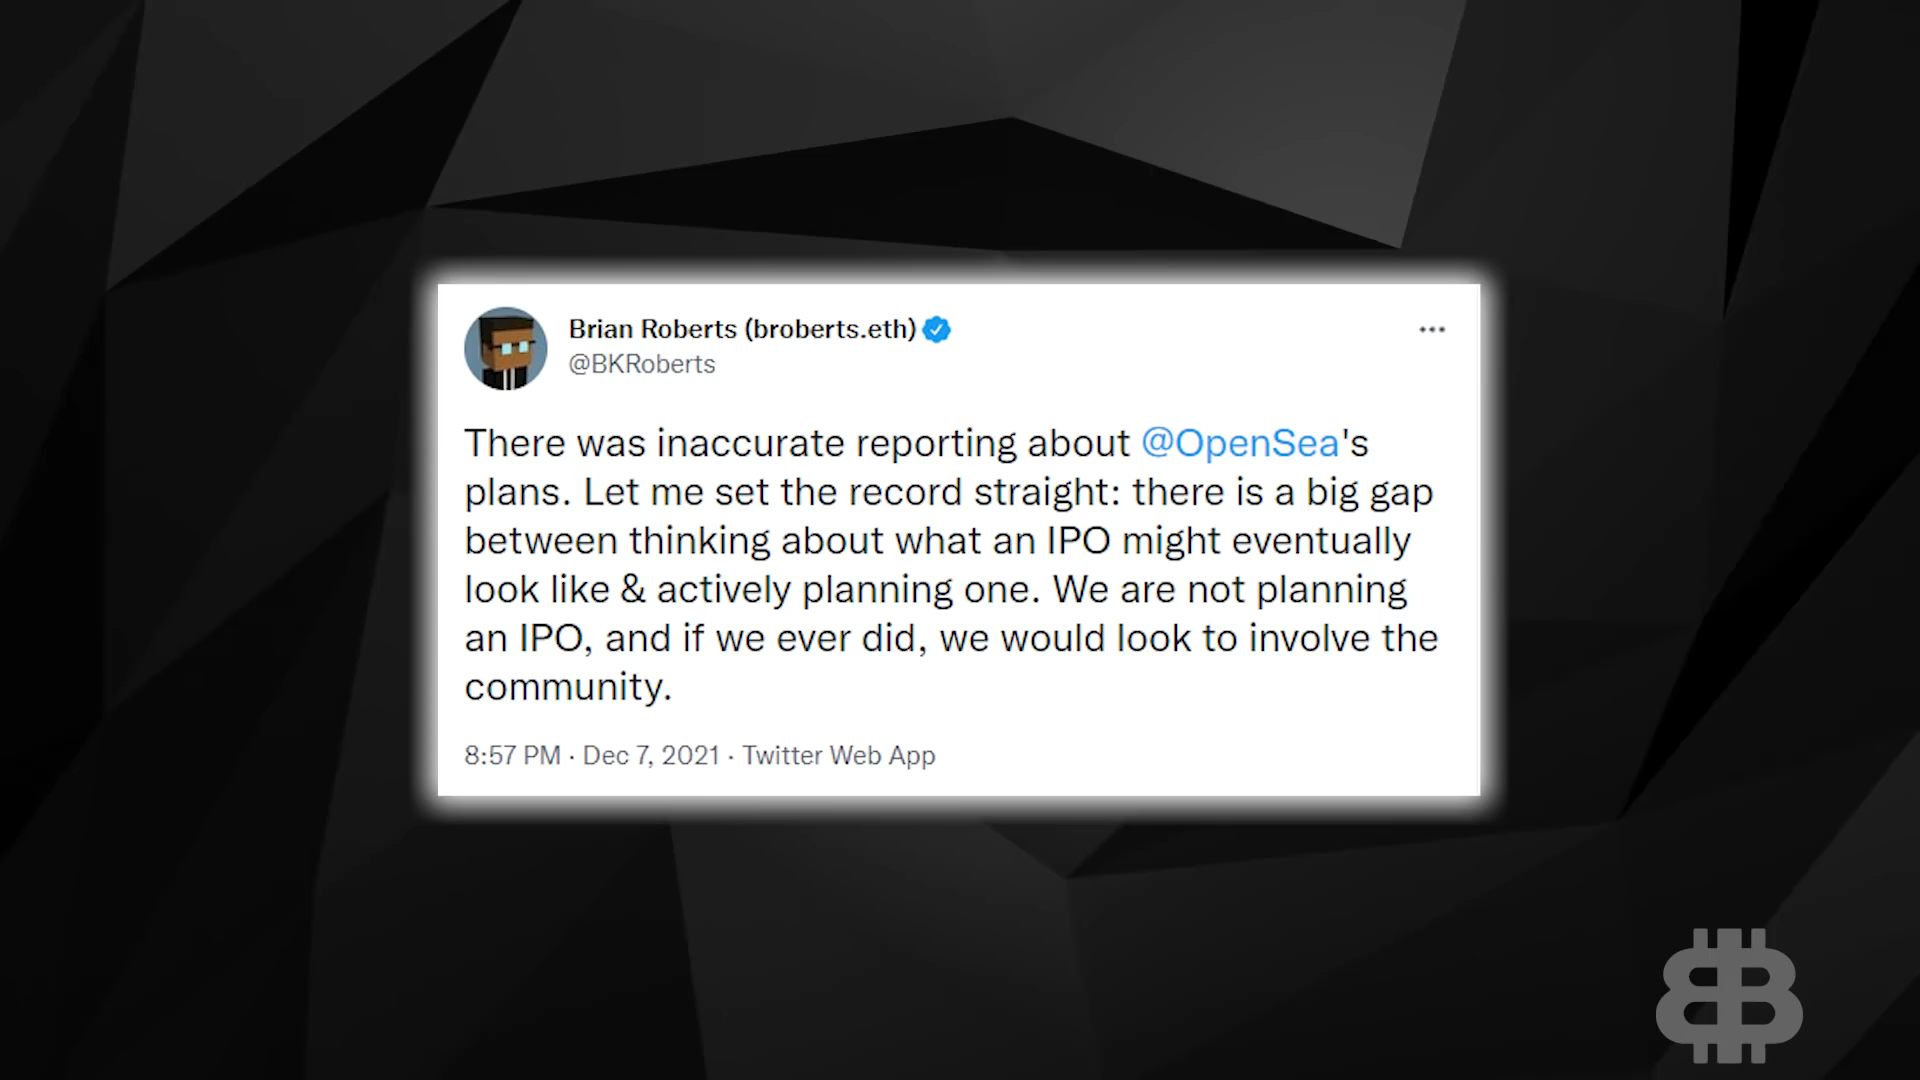 Brian Roberts (broberts.eth)
@BKRoberts
There was inaccurate reporting about @OpenSea's
plans. Let me set the record straight: there is a big gap
between thinking about what an IPO might eventually
look like & actively planning one. We are not planning
an IPO, and if we ever did, we would look to involve the
community.
8:57 PM · Dec 7, 2021 · Twitter Web App